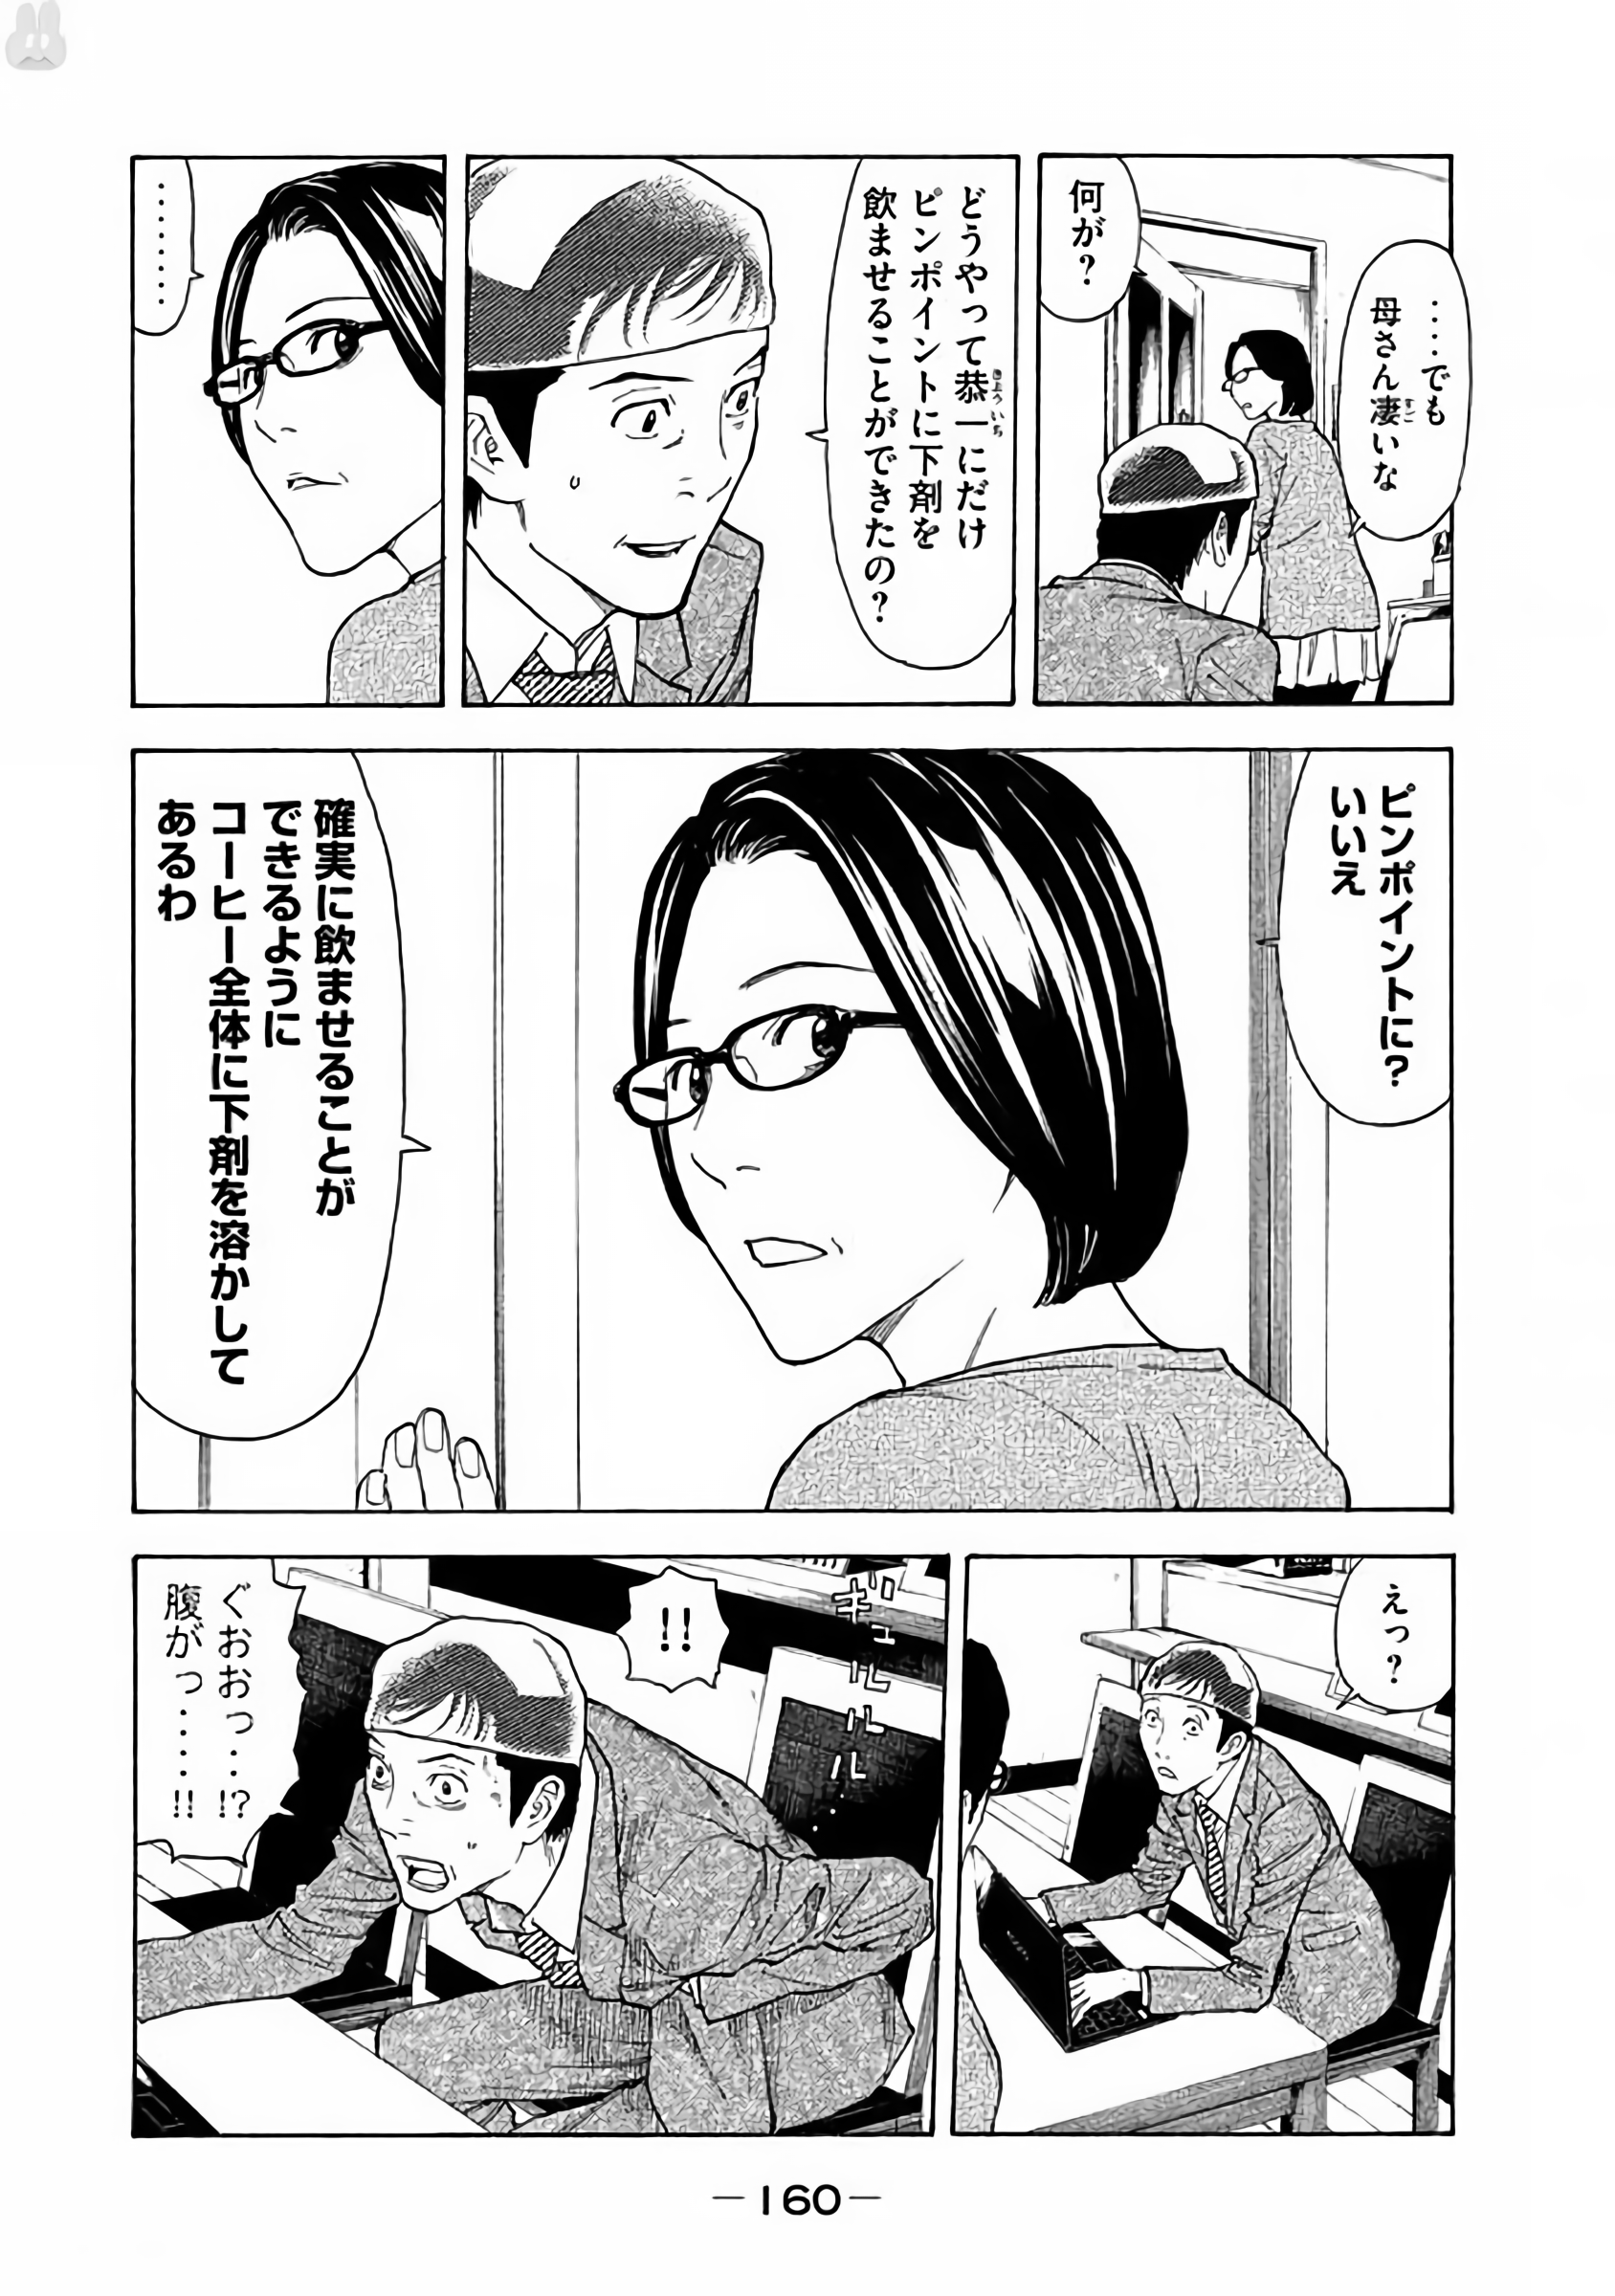 ‥‥でも
母さん凄いな
何が?
どうやって恭一にだけ
ピンポイントに下剤を
飲ませることができたの?
‥‥‥‥
ピンポイントに?
いいえ
確実に飲ませることが
できるように
コーヒー全体に下剤を溶かして
あるわ
えっ?
ギュルルルル…
!!
ぐおおっ‥!?
腹がっ‥‥!!
—160—